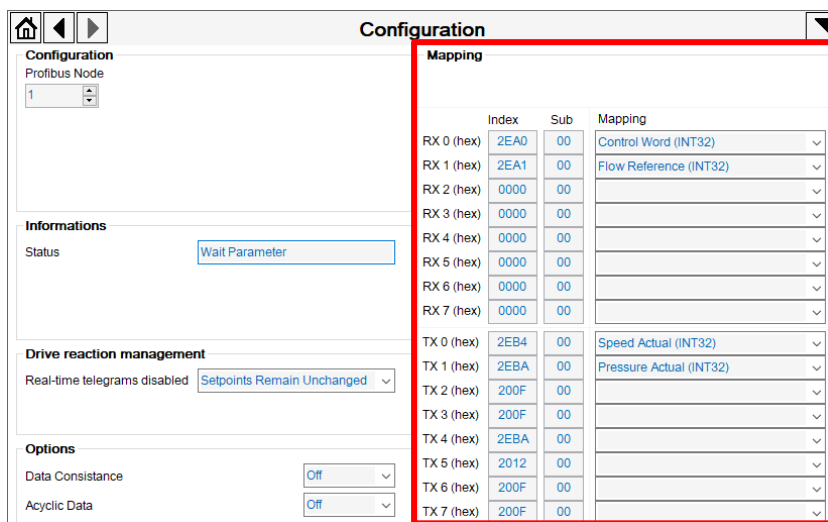 Configuration
Configuration
Profibus Node
1
Informations
Status Wait Parameter
Drive reaction management
Real-time telegrams disabled Setpoints Remain Unchanged
Options
Data Consistance Off
Acyclic Data Off
Mapping
Index Sub Mapping
RX 0 (hex) 2EA0 00 Control Word (INT32)
RX 1 (hex) 2EA1 00 Flow Reference (INT32)
RX 2 (hex) 0000 00
RX 3 (hex) 0000 00
RX 4 (hex) 0000 00
RX 5 (hex) 0000 00
RX 6 (hex) 0000 00
RX 7 (hex) 0000 00
TX 0 (hex) 2EB4 00 Speed Actual (INT32)
TX 1 (hex) 2EBA 00 Pressure Actual (INT32)
TX 2 (hex) 200F 00
TX 3 (hex) 200F 00
TX 4 (hex) 2EBA 00
TX 5 (hex) 2012 00
TX 6 (hex) 200F 00
TX 7 (hex) 200F 00